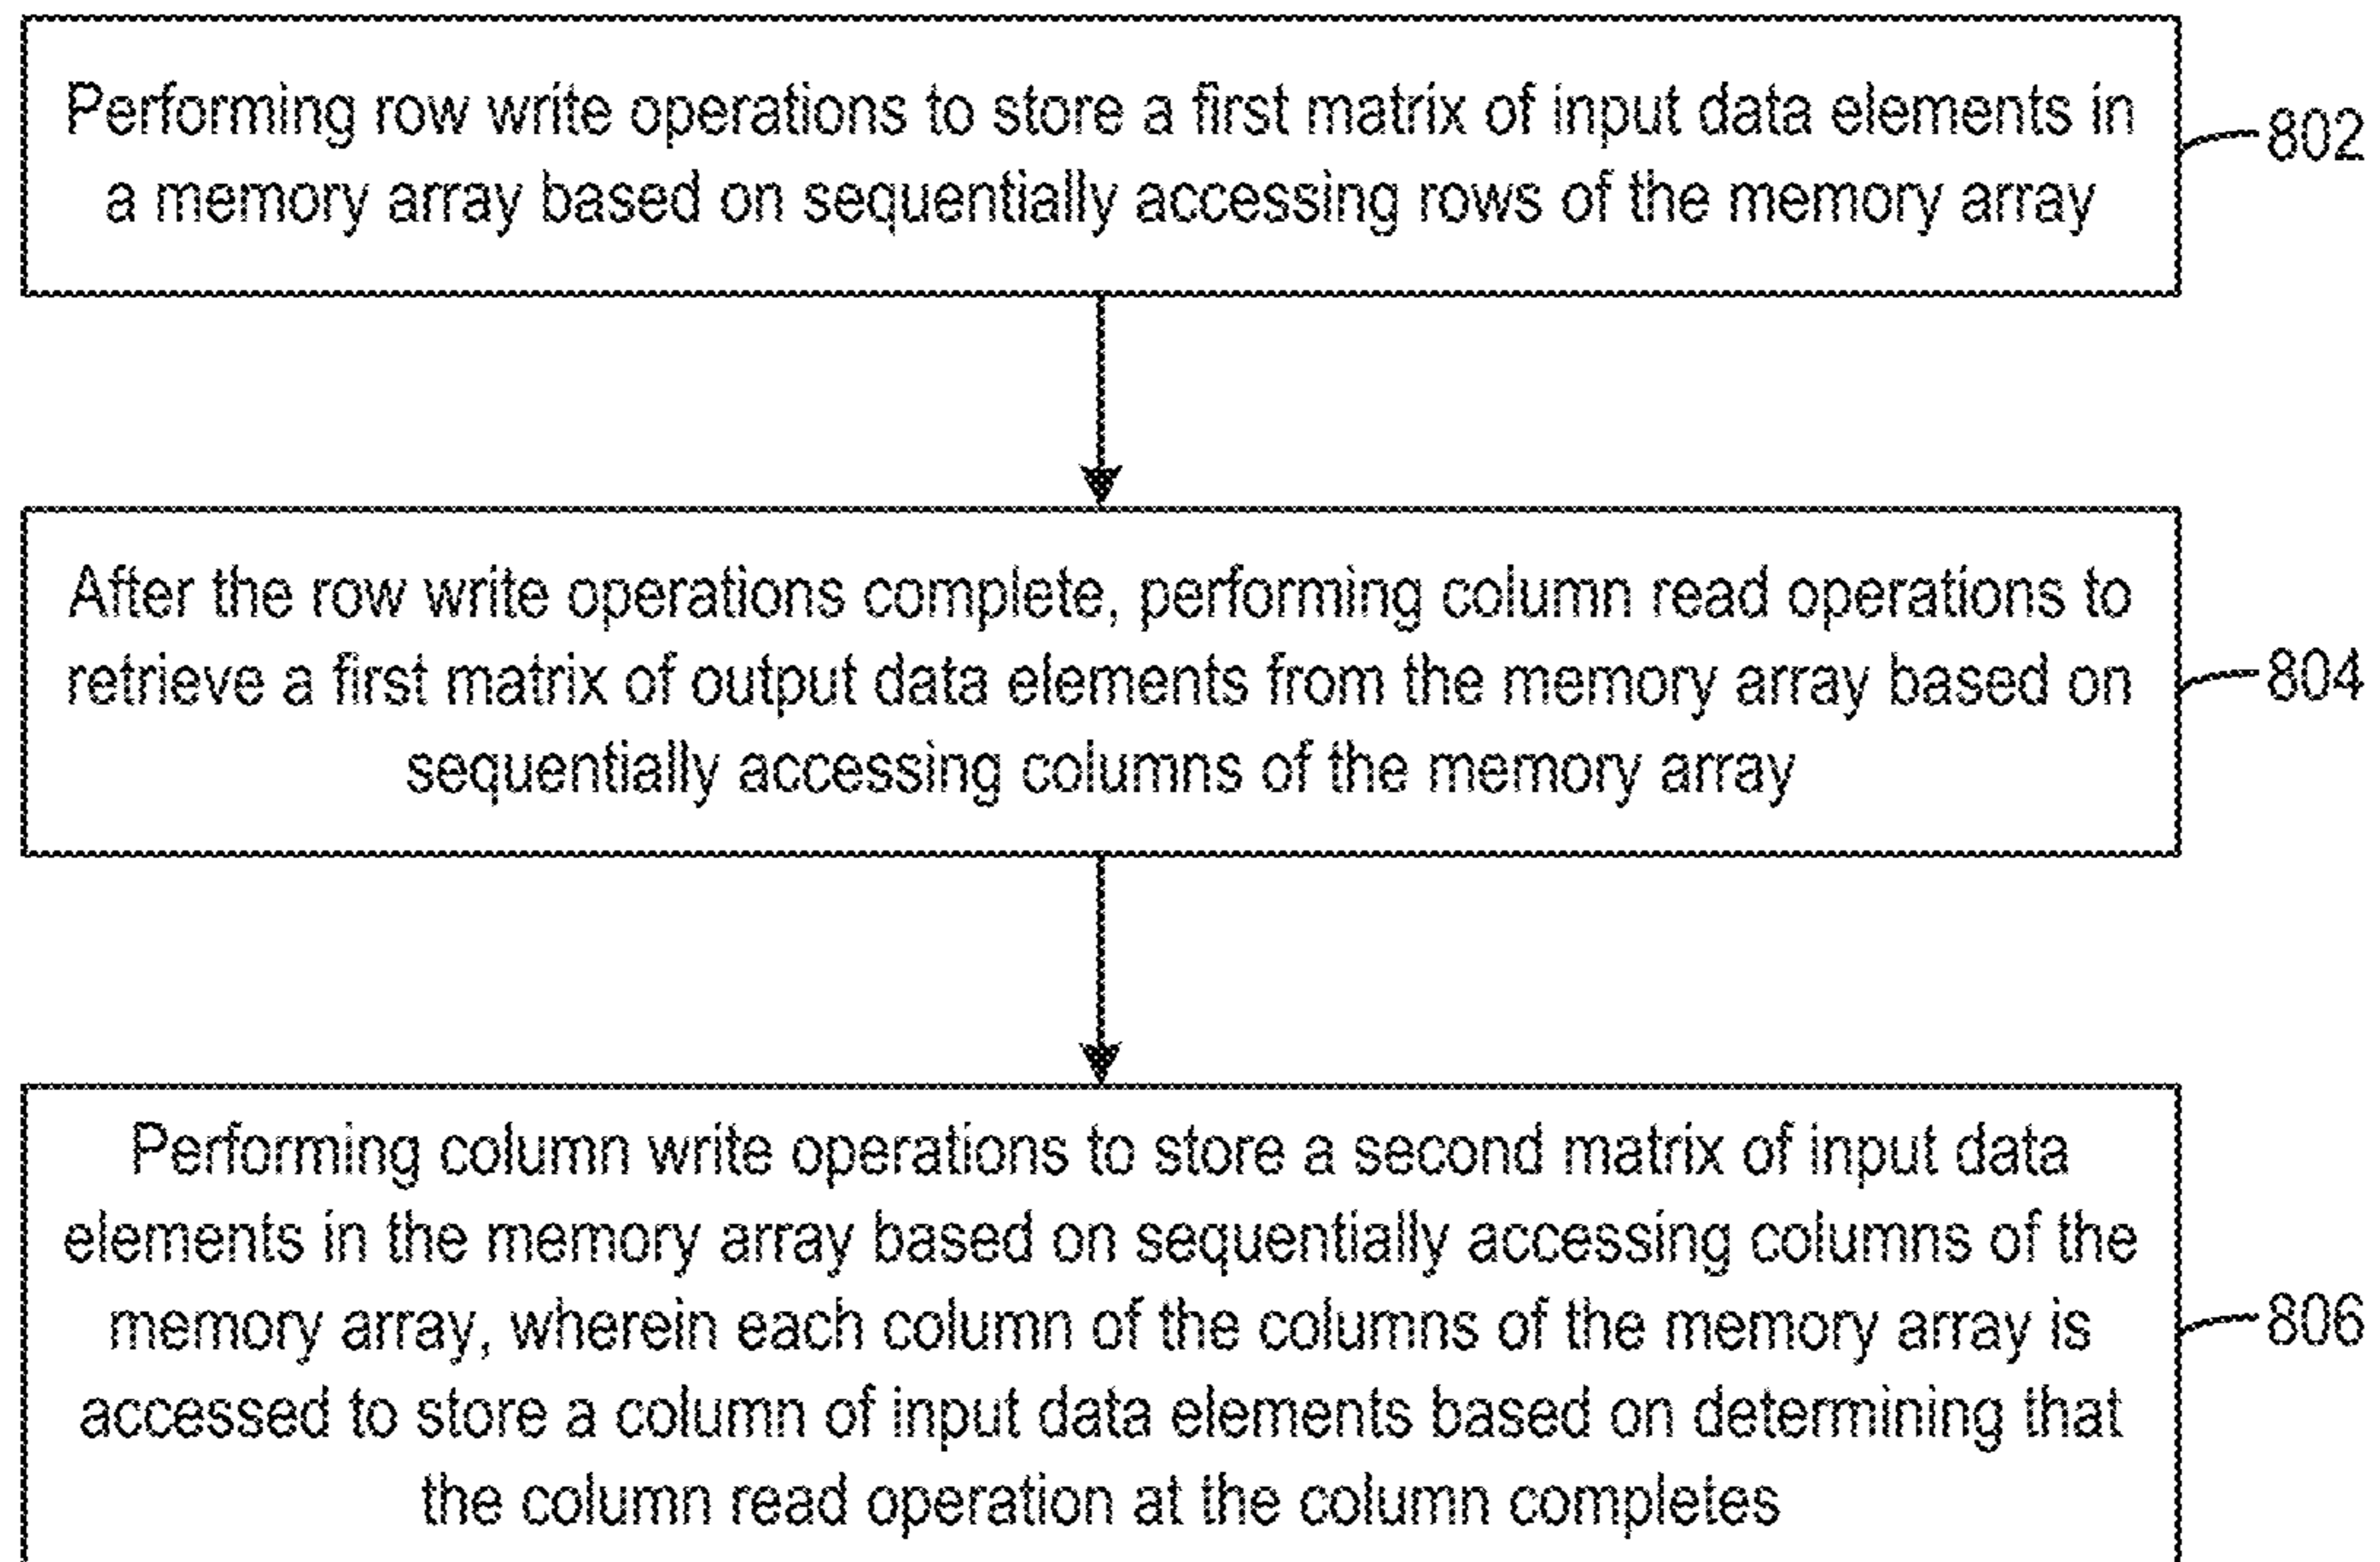 Performing row write operations to store a first matrix of input data elements in
a memory array based on sequentially accessing rows of the memory array
802
After the row write operations complete, performing column read operations to
retrieve a first matrix of output data elements from the memory array based on
sequentially accessing columns of the memory array
804
Performing column write operations to store a second matrix of input data
elements in the memory array based on sequentially accessing columns of the
memory array, wherein each column of the columns of the memory array is
accessed to store a column of input data elements based on determining that
the column read operation at the column completes
806